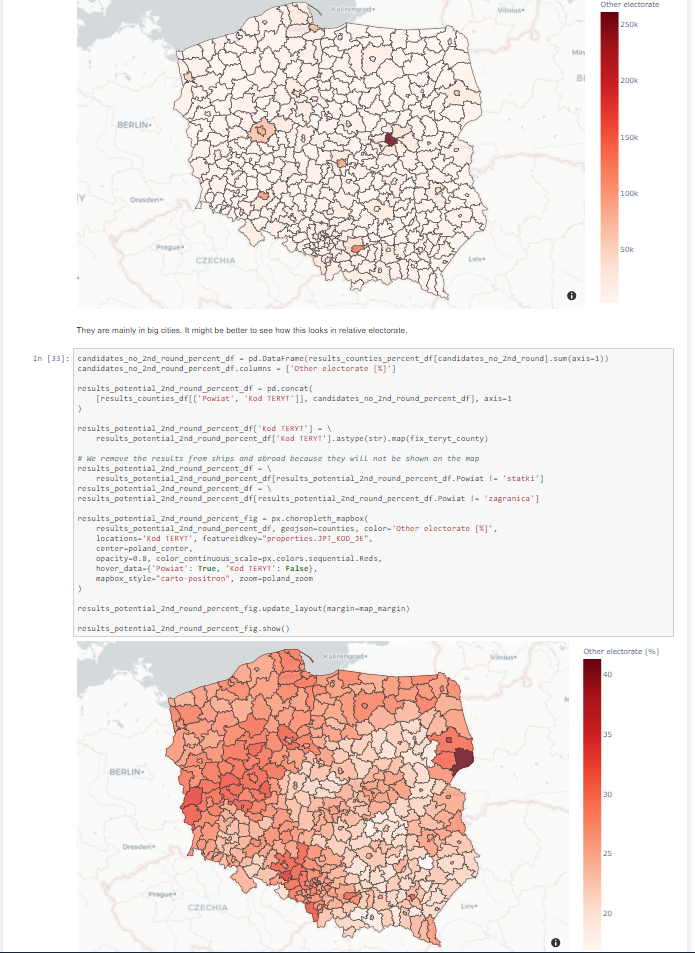 Other electorate
Kaliningrad
Vilnius
250k
Min
200k
BERLIN
150k
100k
Dresden
Prague
CZECHIA
Lviv
50k
They are mainly in big cities. It might be better to see how this looks in relative electorate.
In [33]:
candidates_no_2nd_round_percent_df = pd.DataFrame(results_counties_percent_df[candidates_no_2nd_round].sum(axis=1))
candidates_no_2nd_round_percent_df.columns = ['Other electorate [%]']
results_potential_2nd_round_percent_df = pd.concat(
[results_counties_df[['Powiat', 'Kod TERYT']], candidates_no_2nd_round_percent_df], axis=1
)
results_potential_2nd_round_percent_df['Kod TERYT'] = \
results_potential_2nd_round_percent_df['Kod TERYT'].astype(str).map(fix_teryt_county)
# We remove the results from ships and abroad because they will not be shown on the map
results_potential_2nd_round_percent_df = \
results_potential_2nd_round_percent_df[results_potential_2nd_round_percent_df.Powiat != 'statki']
results_potential_2nd_round_percent_df = \
results_potential_2nd_round_percent_df[results_potential_2nd_round_percent_df.Powiat != 'zagranica']
results_potential_2nd_round_percent_fig = px.choropleth_mapbox(
results_potential_2nd_round_percent_df, geojson=counties, color='Other electorate [%]',
locations='Kod TERYT', featureidkey="properties.JPT_KOD_JE",
center=poland_center,
opacity=0.8, color_continuous_scale=px.colors.sequential.Reds,
hover_data={'Powiat': True, 'Kod TERYT': False},
mapbox_style="carto-positron", zoom=poland_zoom
)
results_potential_2nd_round_percent_fig.update_layout(margin=map_margin)
results_potential_2nd_round_percent_fig.show()
Other electorate [%]
Kaliningrad
Vilnius
40
35
BERLIN
30
Dresden
25
Prague
CZECHIA
Lviv
20